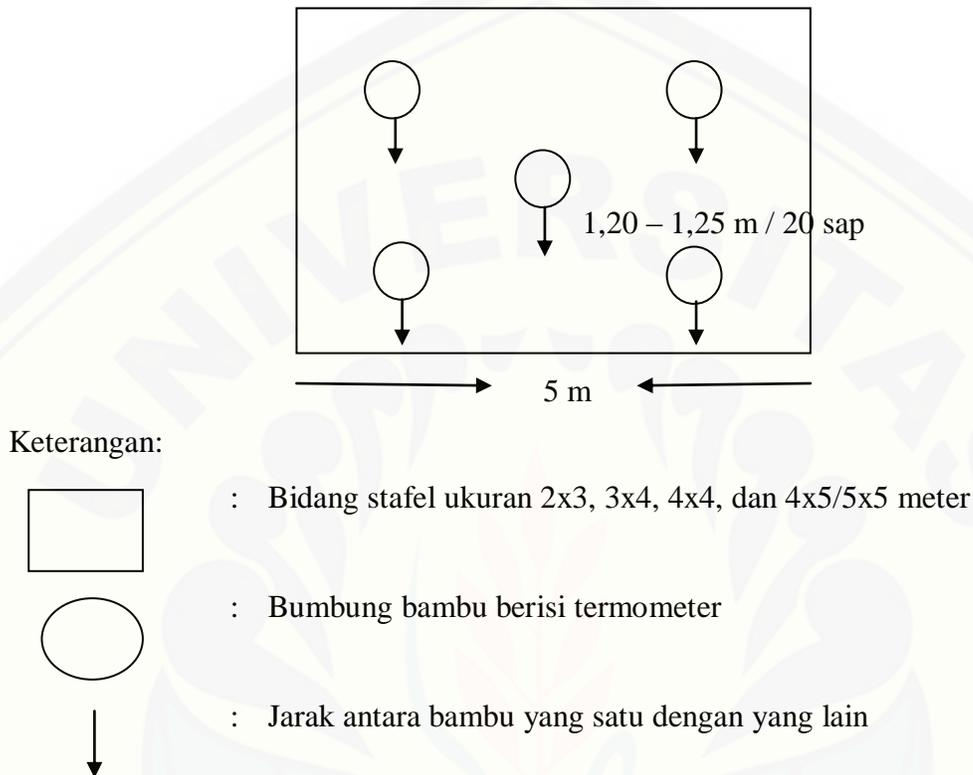 1,20 – 1,25 m / 20 sap
5 m
Keterangan:
: Bidang stafel ukuran 2x3, 3x4, 4x4, dan 4x5/5x5 meter
: Bumbung bambu berisi termometer
: Jarak antara bambu yang satu dengan yang lain
UNIVERSITAS